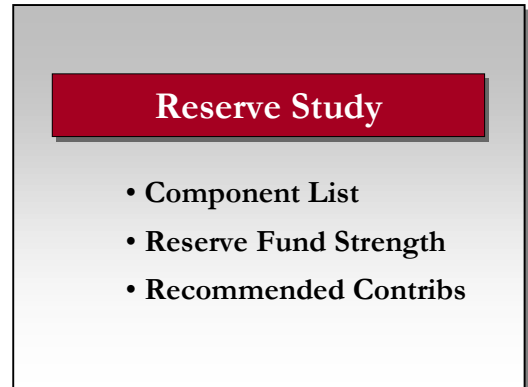 Reserve Study
• Component List
• Reserve Fund Strength
• Recommended Contribs